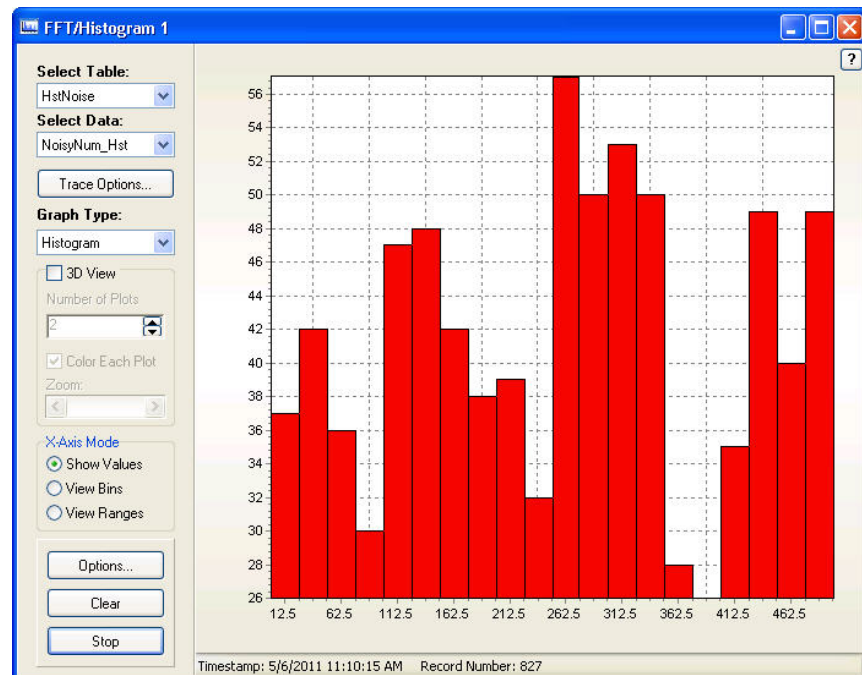 FFT/Histogram 1
?
Select Table:
HstNoise
Select Data:
NoisyNum_Hst
Trace Options...
Graph Type:
Histogram
3D View
Number of Plots
2
Color Each Plot
Zoom:
X-Axis Mode
Show Values
View Bins
View Ranges
Options...
Clear
Stop
56
54
52
50
48
46
44
42
40
38
36
34
32
30
28
26
12.5 62.5 112.5 162.5 212.5 262.5 312.5 362.5 412.5 462.5
Timestamp: 5/6/2011 11:10:15 AM Record Number: 827